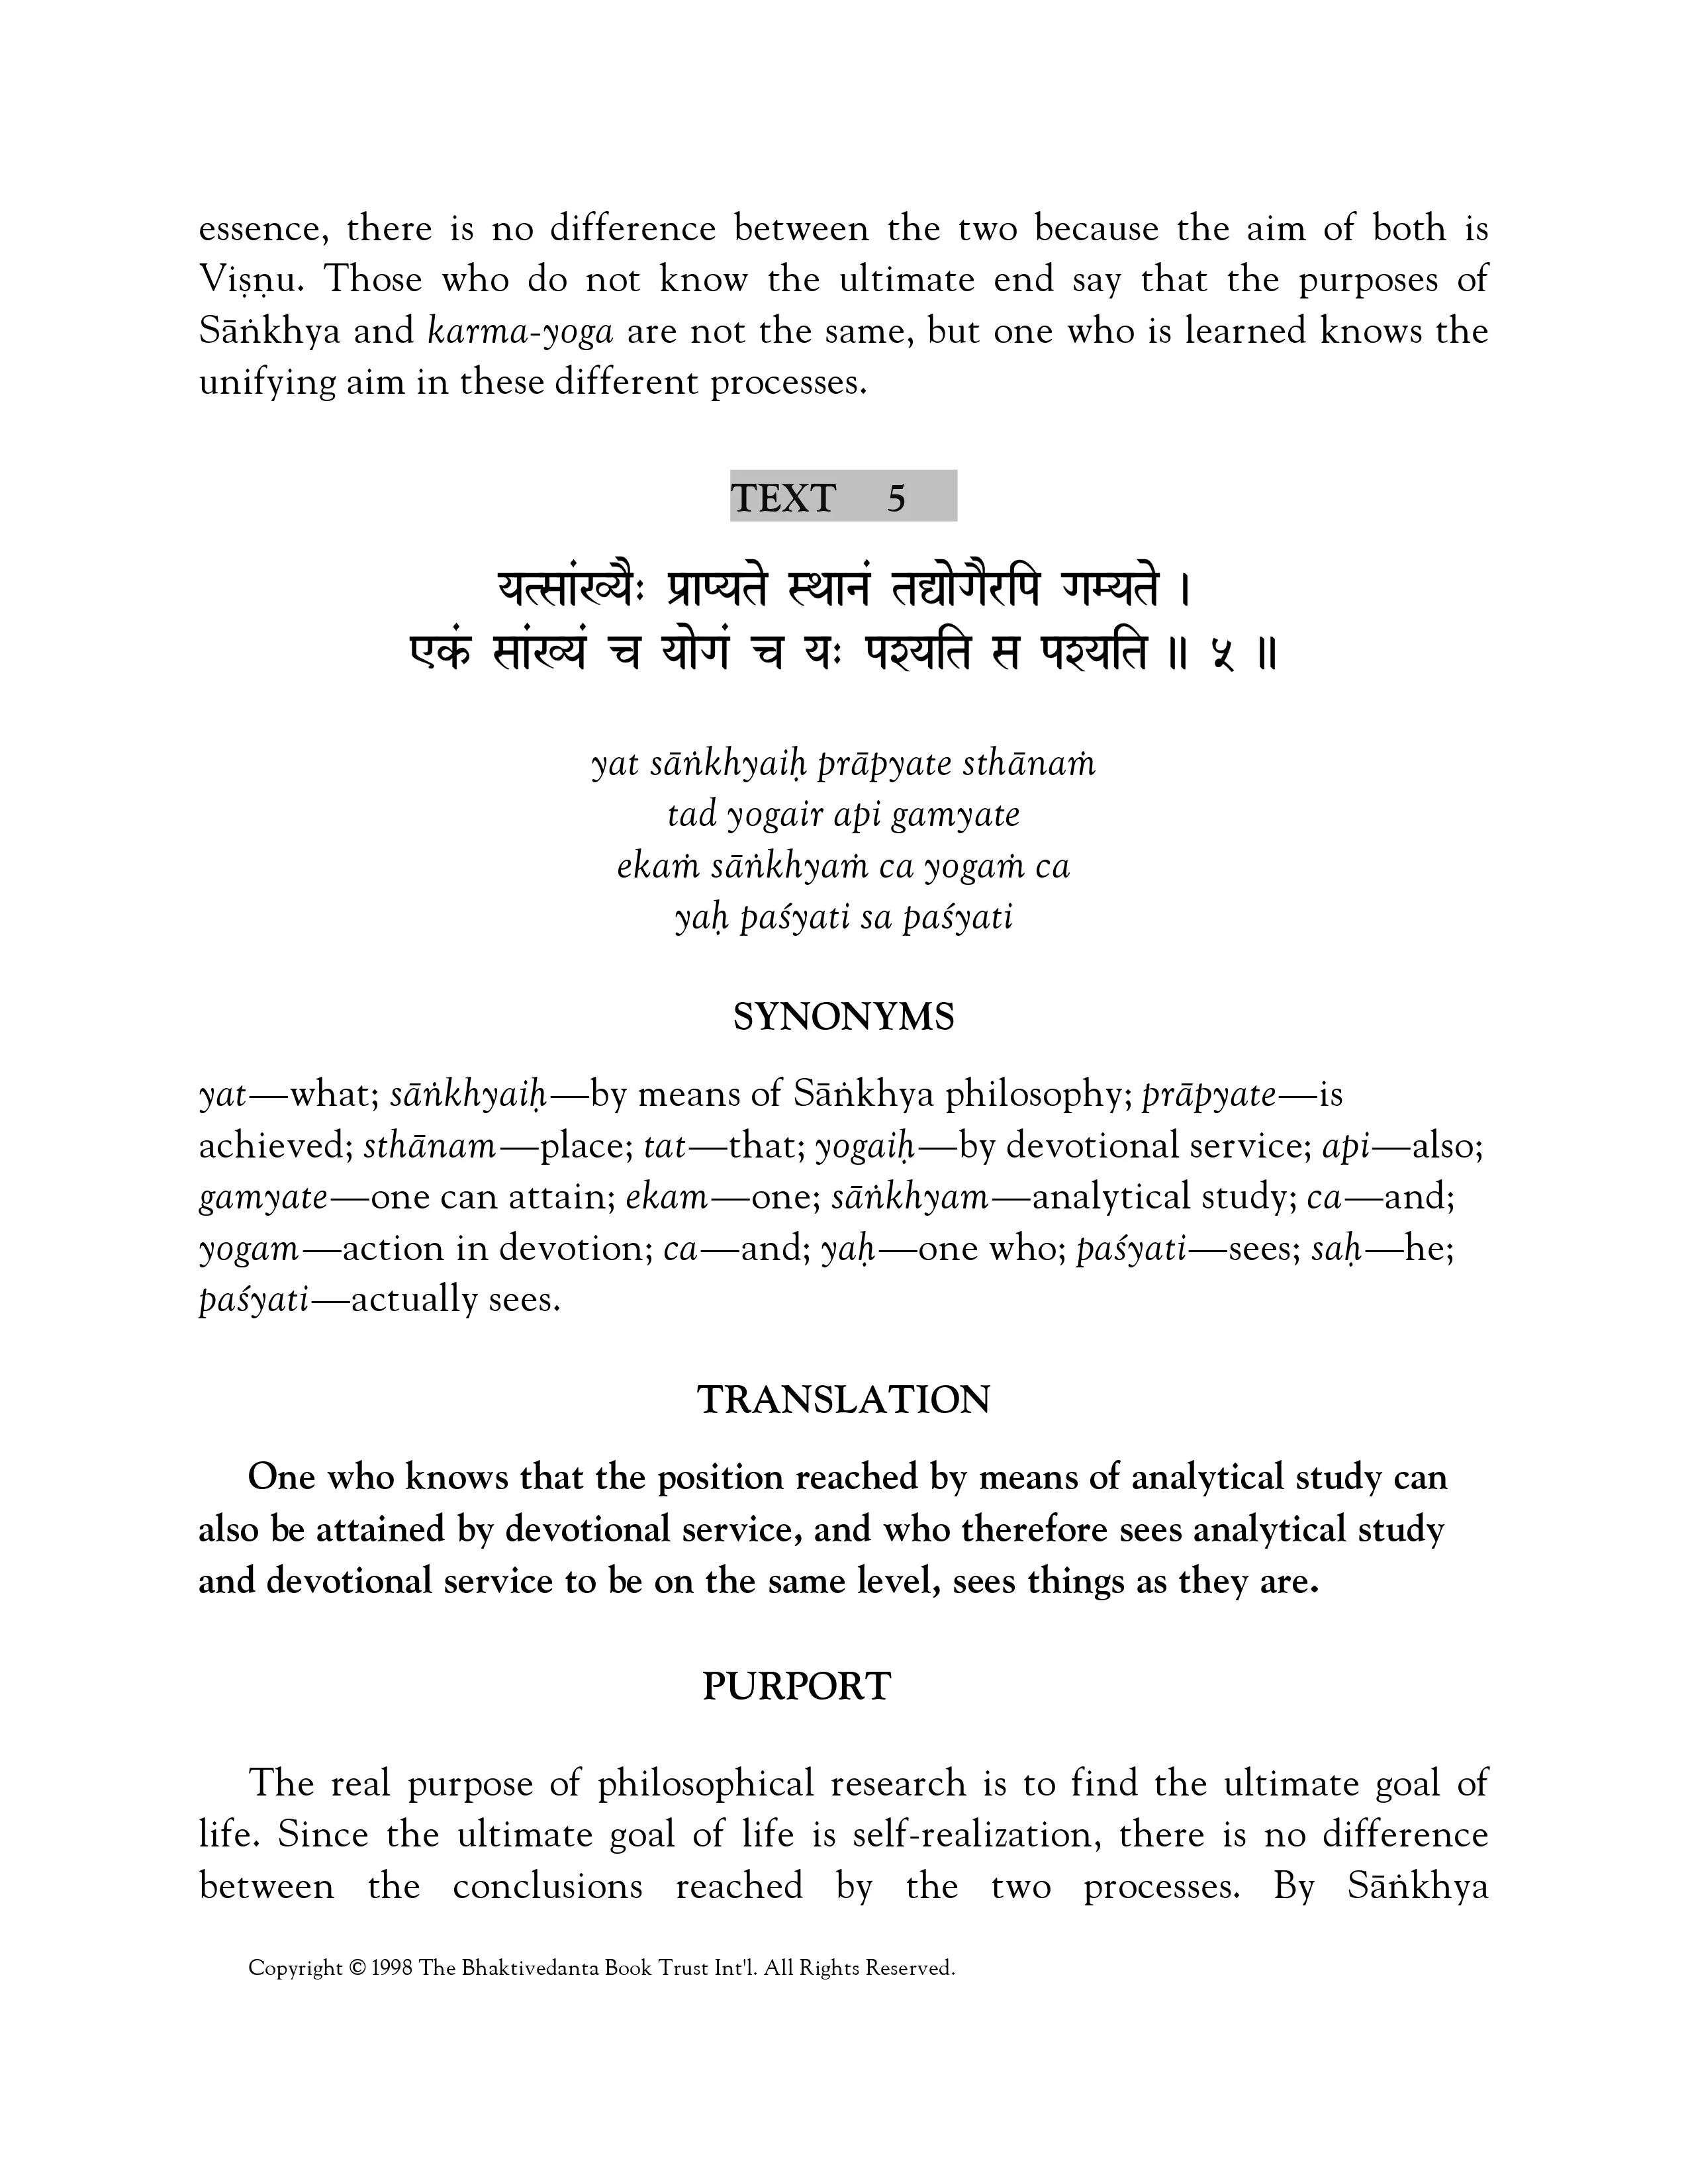 essence, there is no difference between the two because the aim of both is
Viṣṇu. Those who do not know the ultimate end say that the purposes of
Sāṅkhya and karma-yoga are not the same, but one who is learned knows the
unifying aim in these different processes.
TEXT 5
यत्सांख्यैः प्राप्यते स्थानं तद्योगैरपि गम्यते ।
एकं सांख्यं च योगं च यः पश्यति स पश्यति ॥ ५ ॥
yat sāṅkhyaiḥ prāpyate sthānaṁ
tad yogair api gamyate
ekaṁ sāṅkhyaṁ ca yogaṁ ca
yaḥ paśyati sa paśyati
SYNONYMS
yat—what; sāṅkhyaiḥ—by means of Sāṅkhya philosophy; prāpyate—is
achieved; sthānam—place; tat—that; yogaiḥ—by devotional service; api—also;
gamyate—one can attain; ekam—one; sāṅkhyam—analytical study; ca—and;
yogam—action in devotion; ca—and; yaḥ—one who; paśyati—sees; saḥ—he;
paśyati—actually sees.
TRANSLATION
One who knows that the position reached by means of analytical study can
also be attained by devotional service, and who therefore sees analytical study
and devotional service to be on the same level, sees things as they are.
PURPORT
The real purpose of philosophical research is to find the ultimate goal of
life. Since the ultimate goal of life is self-realization, there is no difference
between the conclusions reached by the two processes. By Sāṅkhya
Copyright © 1998 The Bhaktivedanta Book Trust Int'l. All Rights Reserved.